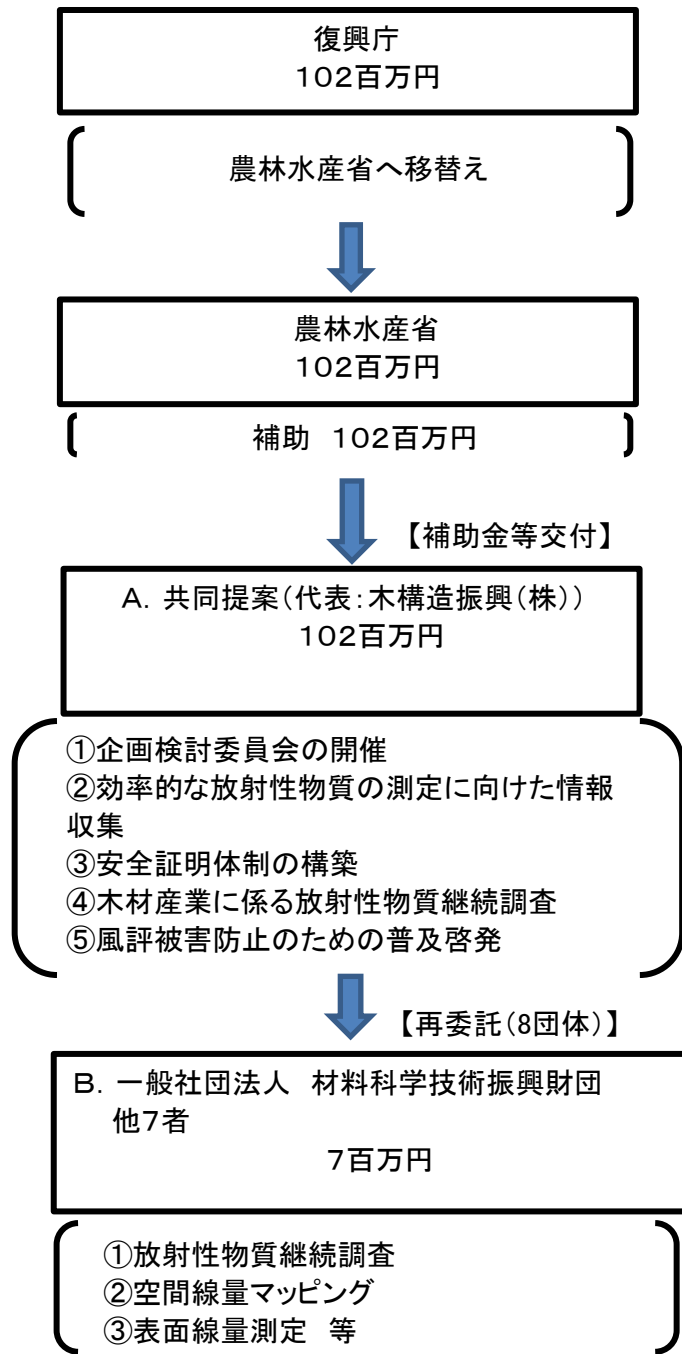 復興庁
102百万円
農林水産省へ移替え
農林水産省
102百万円
補助 102百万円
【補助金等交付】
A．共同提案（代表：木構造振興（株））
102百万円
①企画検討委員会の開催
②効率的な放射性物質の測定に向けた情報
収集
③安全証明体制の構築
④木材産業に係る放射性物質継続調査
⑤風評被害防止のための普及啓発
【再委託（8団体）】
B．一般社団法人　材料科学技術振興財団
他7者
7百万円
①放射性物質継続調査
②空間線量マッピング
③表面線量測定　等